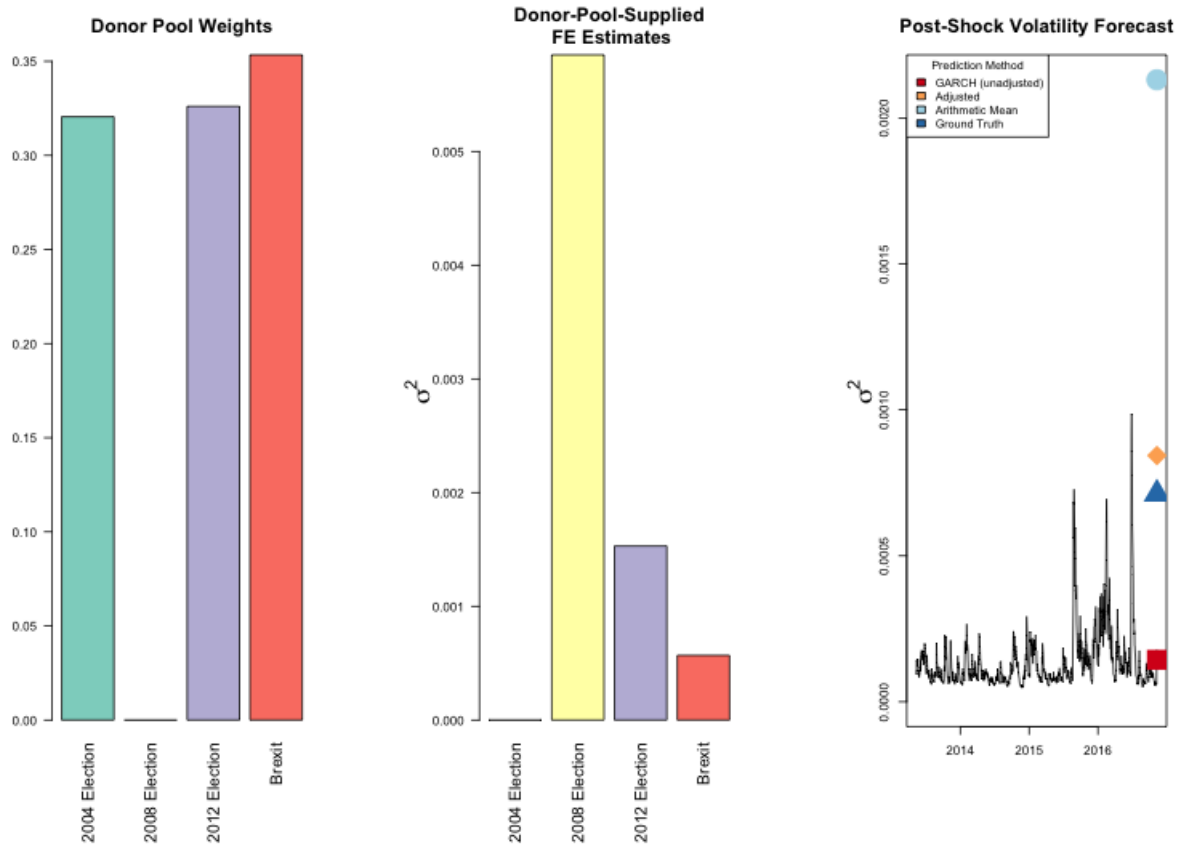 Donor Pool Weights
0.35
0.30
0.25
0.20
0.15
0.10
0.05
0.00
2004 Election
2008 Election
2012 Election
Brexit
Donor-Pool-Supplied
FE Estimates
σ2
0.005
0.004
0.003
0.002
0.001
0.000
2004 Election
2008 Election
2012 Election
Brexit
Post-Shock Volatility Forecast
Prediction Method
GARCH (unadjusted)
Adjusted
Arithmetic Mean
Ground Truth
σ2
0.0020
0.0015
0.0010
0.0005
0.0000
2014
2015
2016